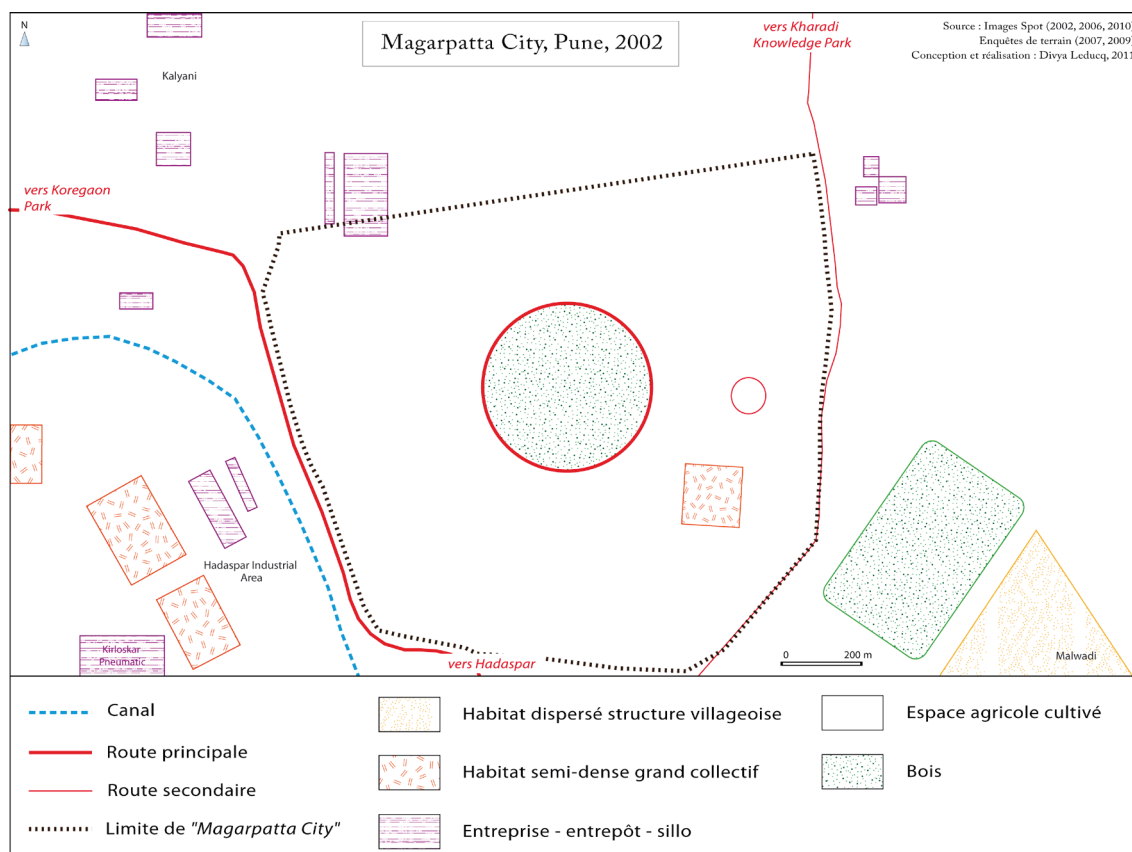 N
Magarpatta City, Pune, 2002
vers Kharadi
Knowledge Park
Source : Images Spot (2002, 2006, 2010)
Enquêtes de terrain (2007, 2009)
Conception et réalisation : Divya Leducq, 2011
Kalyani
vers Koregaon
Park
Hadaspar Industrial
Area
Kirloskar
Pneumatic
vers Hadaspar
0 200 m
Malwadi
Canal
Route principale
Route secondaire
Limite de "Magarpatta City"
Habitat dispersé structure villageoise
Habitat semi-dense grand collectif
Entreprise - entrepôt - sillo
Espace agricole cultivé
Bois